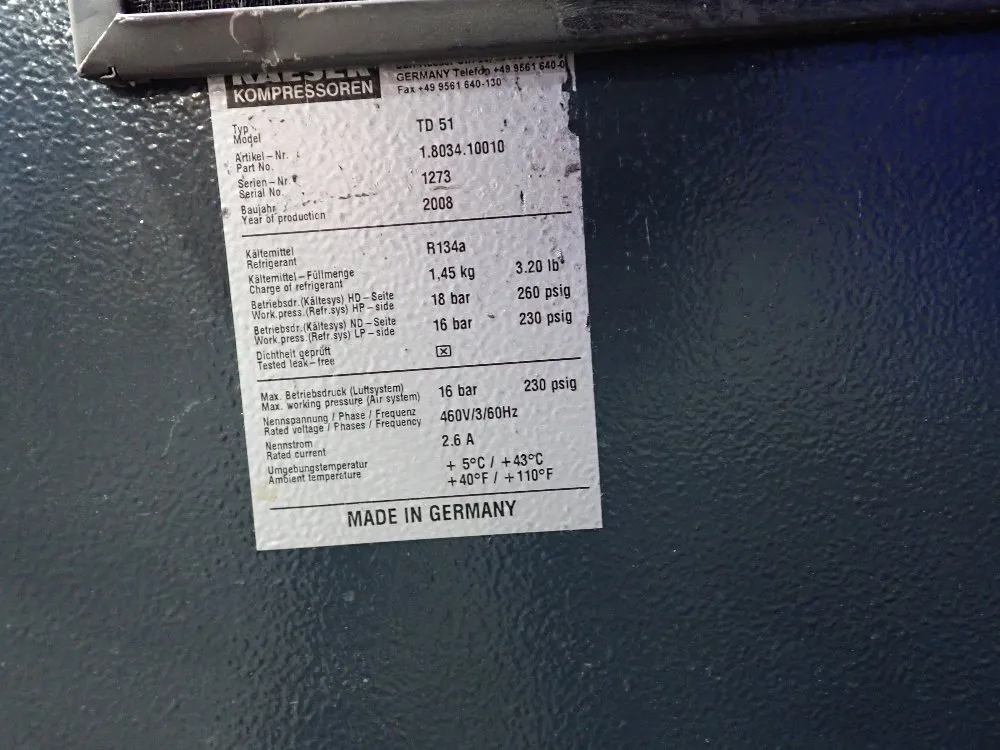 KAESER
KOMPRESSOREN
GERMANY Telefon +49 9561 640-0
Fax +49 9561 640-130
Typ
Model
TD 51
Artikel-Nr.
Part No.
1.8034.10010
Serien-Nr.
Serial No.
1273
Baujahr
Year of production
2008
Kältemittel
Refrigerant
R134a
Kältemittel-Füllmenge
Charge of refrigerant
1,45 kg 3.20 lb
Betriebsdr.(Kältesys) HD-Seite
Work.press.(Refr.sys) HP-side
18 bar 260 psig
Betriebsdr.(Kältesys) ND-Seite
Work.press.(Refr.sys) LP-side
16 bar 230 psig
Dichtheit geprüft
Tested leak-free
☒
Max. Betriebsdruck (Luftsystem)
Max. working pressure (Air system)
16 bar 230 psig
Nennspannung / Phase / Frequenz
Rated voltage / Phases / Frequency
460V/3/60Hz
Nennstrom
Rated current
2.6 A
Umgebungstemperatur
Ambient temperature
+ 5°C / +43°C
+40°F / +110°F
MADE IN GERMANY